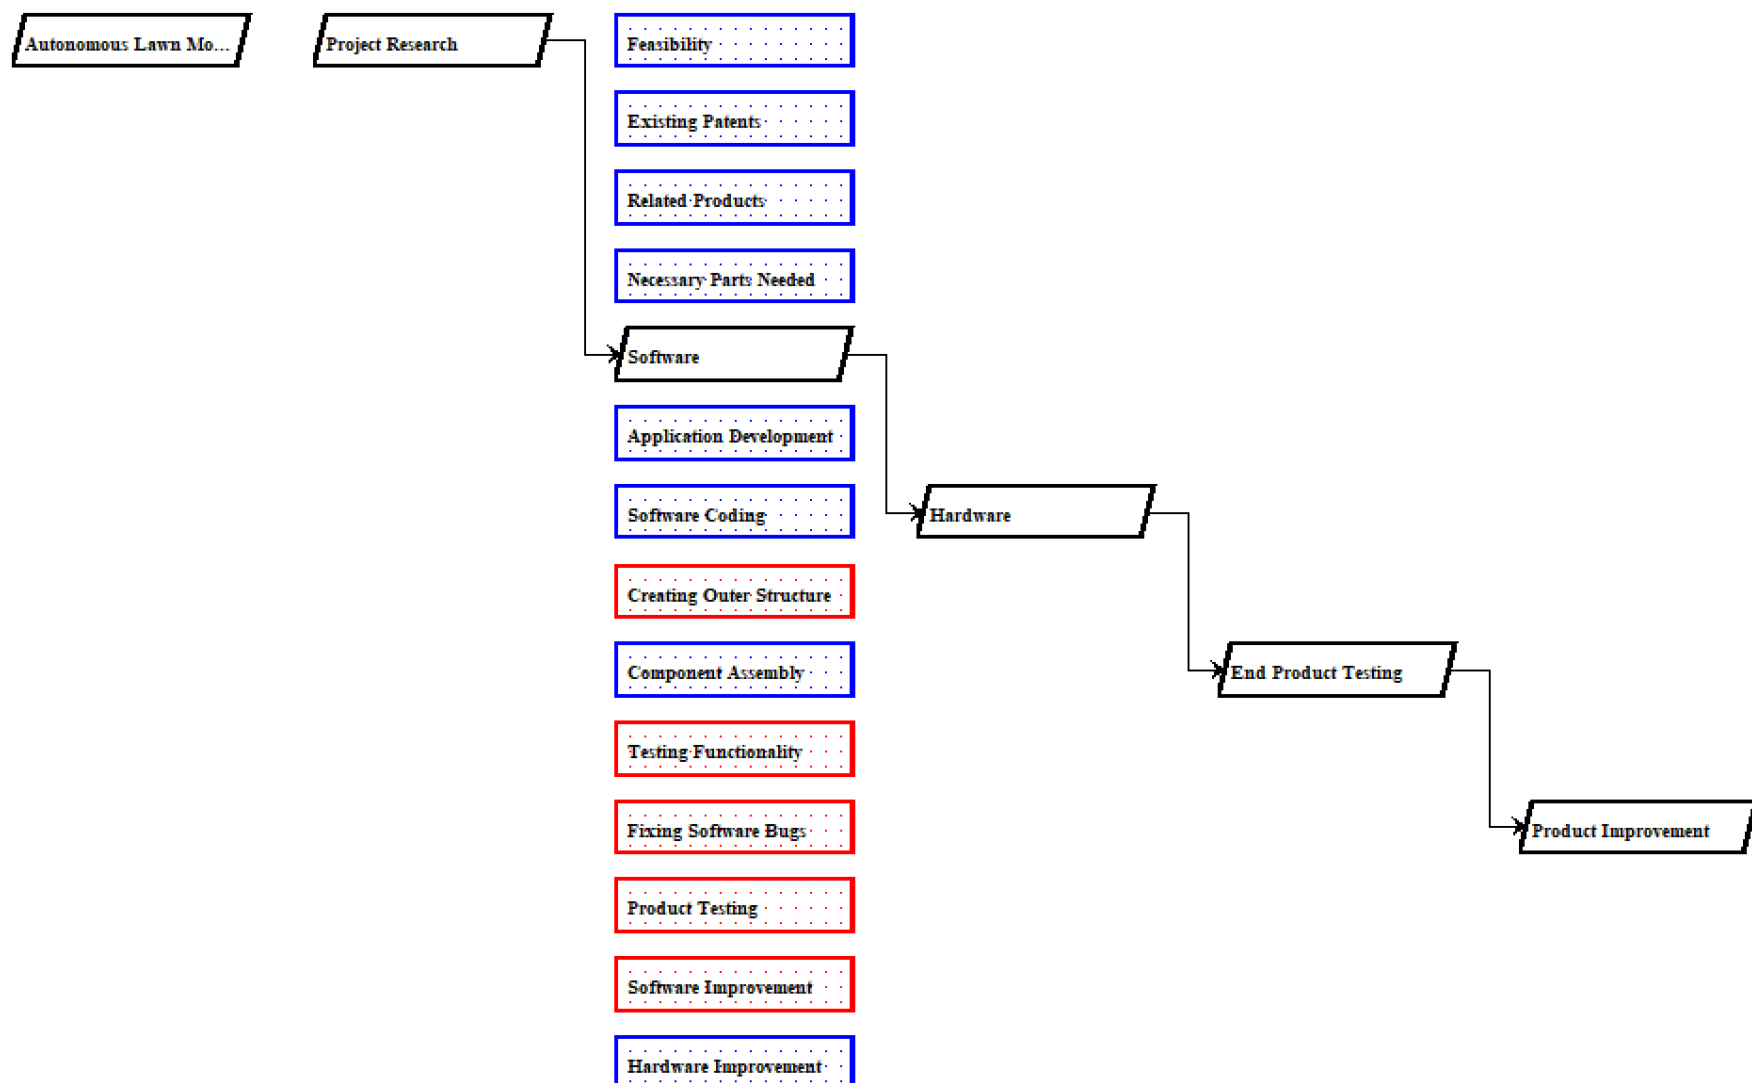 Autonomous Lawn Mo...
Project Research
Feasibility
Existing Patents
Related Products
Necessary Parts Needed
Software
Application Development
Software Coding
Hardware
Creating Outer Structure
Component Assembly
End Product Testing
Testing Functionality
Fixing Software Bugs
Product Improvement
Product Testing
Software Improvement
Hardware Improvement